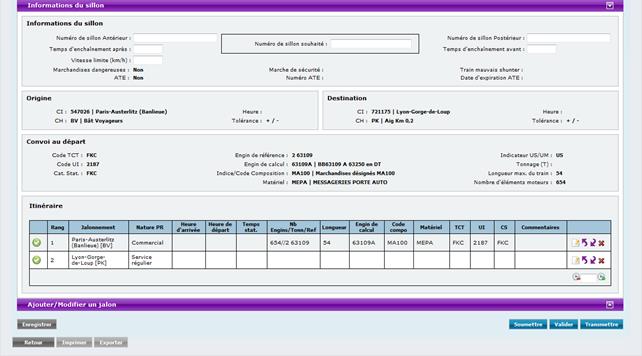 Informations du sillon
Informations du sillon
Numéro de sillon Antérieur :
Numéro de sillon souhaité :
Numéro de sillon Postérieur :
Temps d'enchaînement après :
Temps d'enchaînement avant :
Vitesse limite (km/h) :
Marchandises dangereuses : Non
Marche de sécurité :
Train mauvais shunter :
ATE : Non
Numéro ATE :
Date d'expiration ATE :
Origine
CI : 547026 | Paris-Austerlitz (Banlieue)
Heure :
CH : BV | Bât Voyageurs
Tolérance : + / -
Destination
CI : 721175 | Lyon-Gorge-de-Loup
Heure :
CH : PK | Aig Km 0,2
Tolérance : + / -
Convoi au départ
Code TCT : FKC
Engin de référence : 2 63109
Indicateur US/UM : US
Code UI : 2187
Engin de calcul : 63109A | BB63109 A 63250 en DT
Tonnage (T) :
Cat. Stat. : FKC
Indice/Code Composition : MA100 | Marchandises désignés MA100
Longueur max. du train : 54
Matériel : MEPA | MESSAGERIES PORTE AUTO
Nombre d'éléments moteurs : 654
Itinéraire
Rang Jalonnement Nature PR Heure d'arrivée Heure de départ Temps stat. Nb Engins/Tonn/Ref Longueur Engin de calcul Code compo Matériel TCT UI CS Commentaires
1 Paris-Austerlitz (Banlieue) [BV] Commercial 654//2 63109 54 63109A MA100 MEPA FKC 2187 FKC
2 Lyon-Gorge-de-Loup [PK] Service régulier
Ajouter/Modifier un jalon
Enregistrer
Soumettre Valider Transmettre
Retour Imprimer Exporter